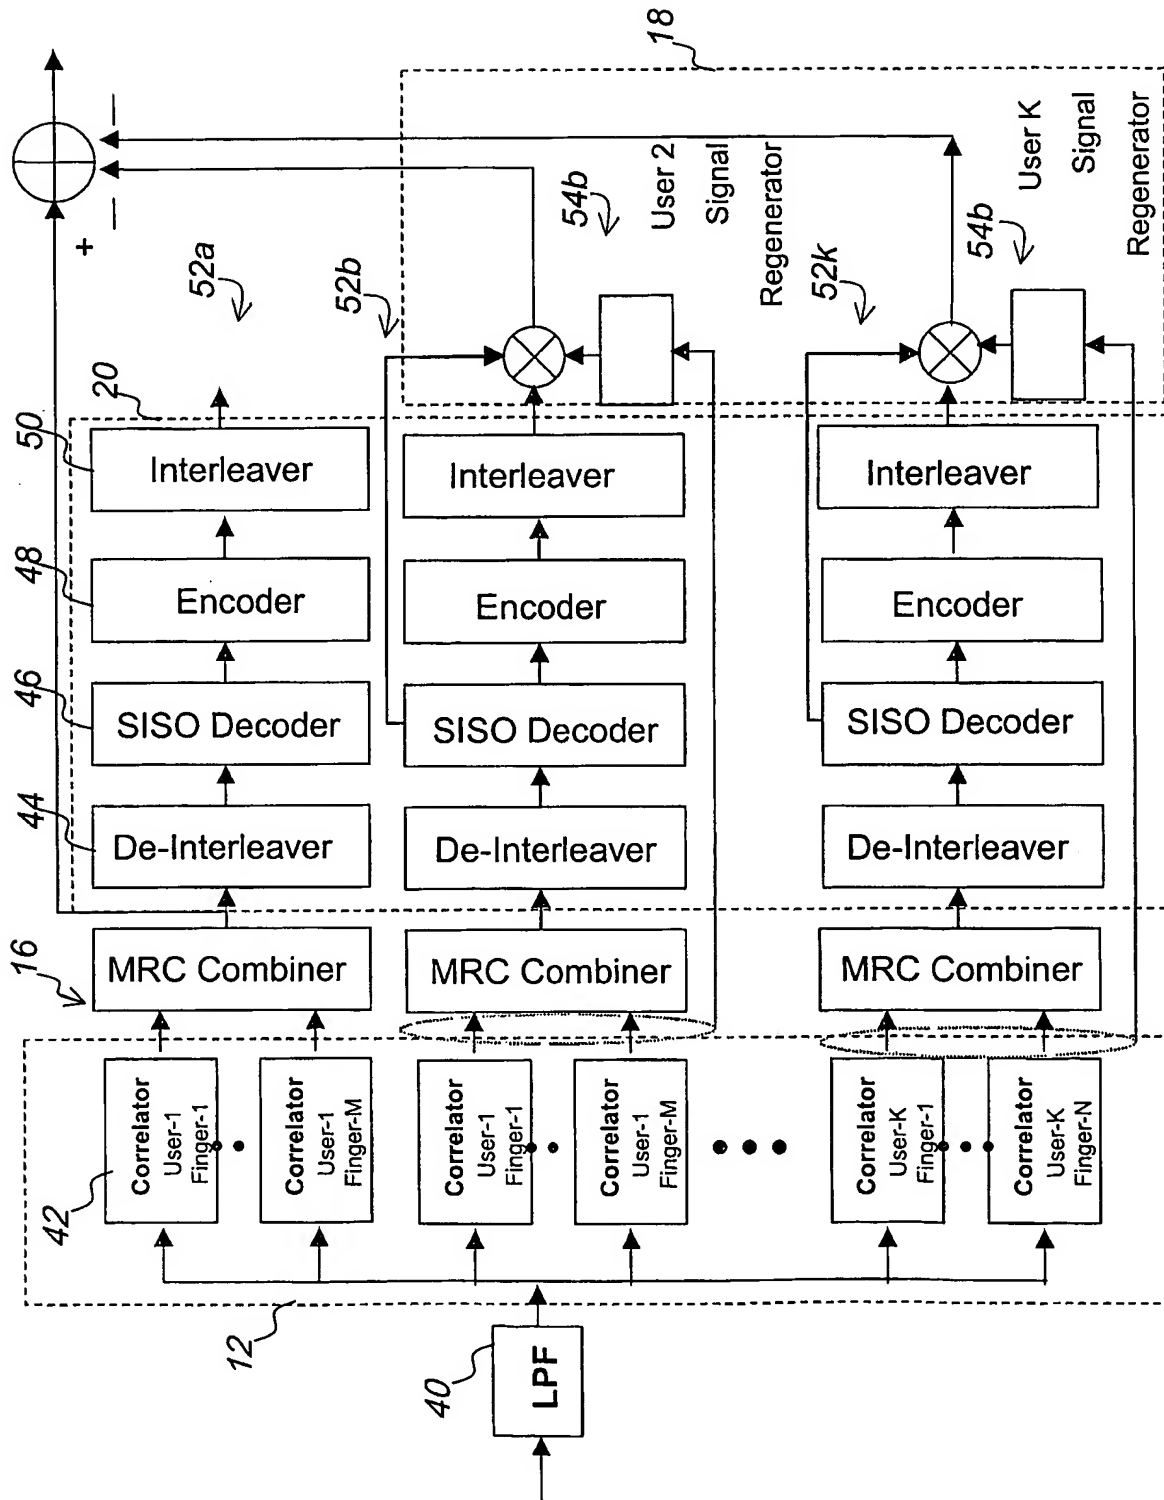 18
+
—
—
52a
52b
54b
User 2
Signal
Regenerator
52k
54b
User K
Signal
Regenerator
20
50
Interleaver
Interleaver
Interleaver
48
Encoder
Encoder
Encoder
46
SISO Decoder
SISO Decoder
SISO Decoder
44
De-Interleaver
De-Interleaver
De-Interleaver
16
MRC Combiner
MRC Combiner
MRC Combiner
42
Correlator
User-1
Finger-1
Correlator
User-1
Finger-M
Correlator
User-1
Finger-1
Correlator
User-1
Finger-M
Correlator
User-K
Finger-1
Correlator
User-K
Finger-N
12
40
LPF